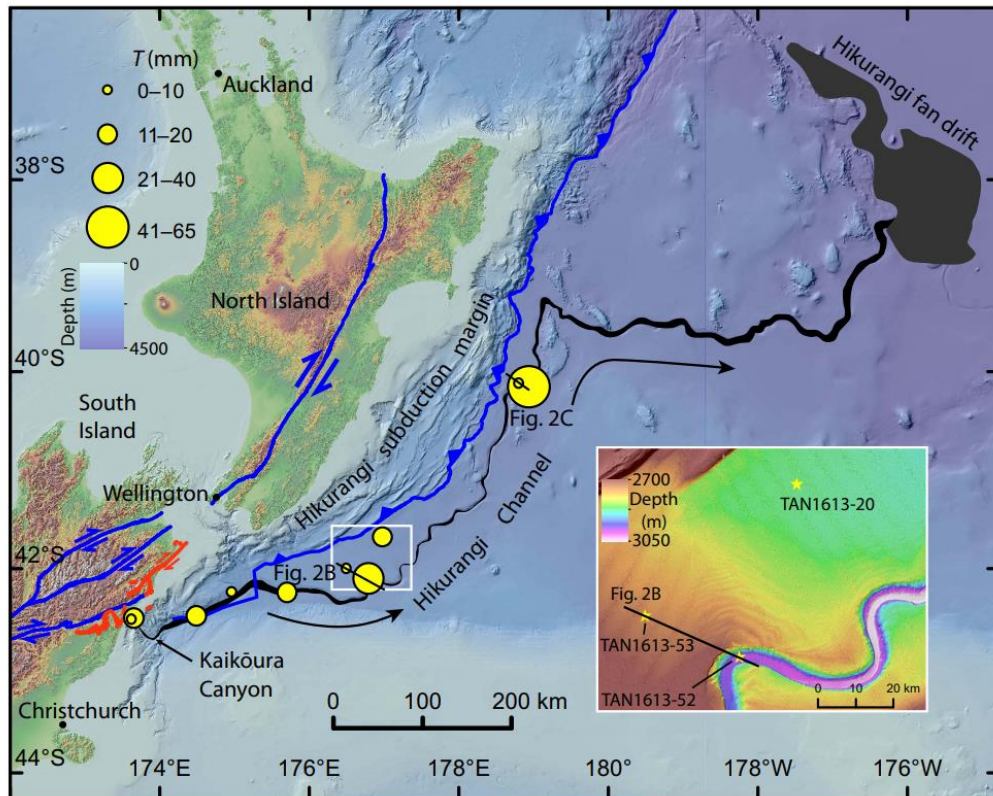 T (mm)
0–10
11–20
21–40
41–65
Depth (m)
0
4500
Auckland
North Island
South
Island
Wellington
Hikurangi subduction margin
Hikurangi
Channel
Hikurangi fan drift
Fig. 2C
Fig. 2B
Kaikōura
Canyon
Christchurch
0
100
200 km
38°S
40°S
42°S
44°S
174°E
176°E
178°E
180°
178°W
176°W
-2700
Depth
(m)
-3050
TAN1613-20
Fig. 2B
TAN1613-53
TAN1613-52
0
10
20 km